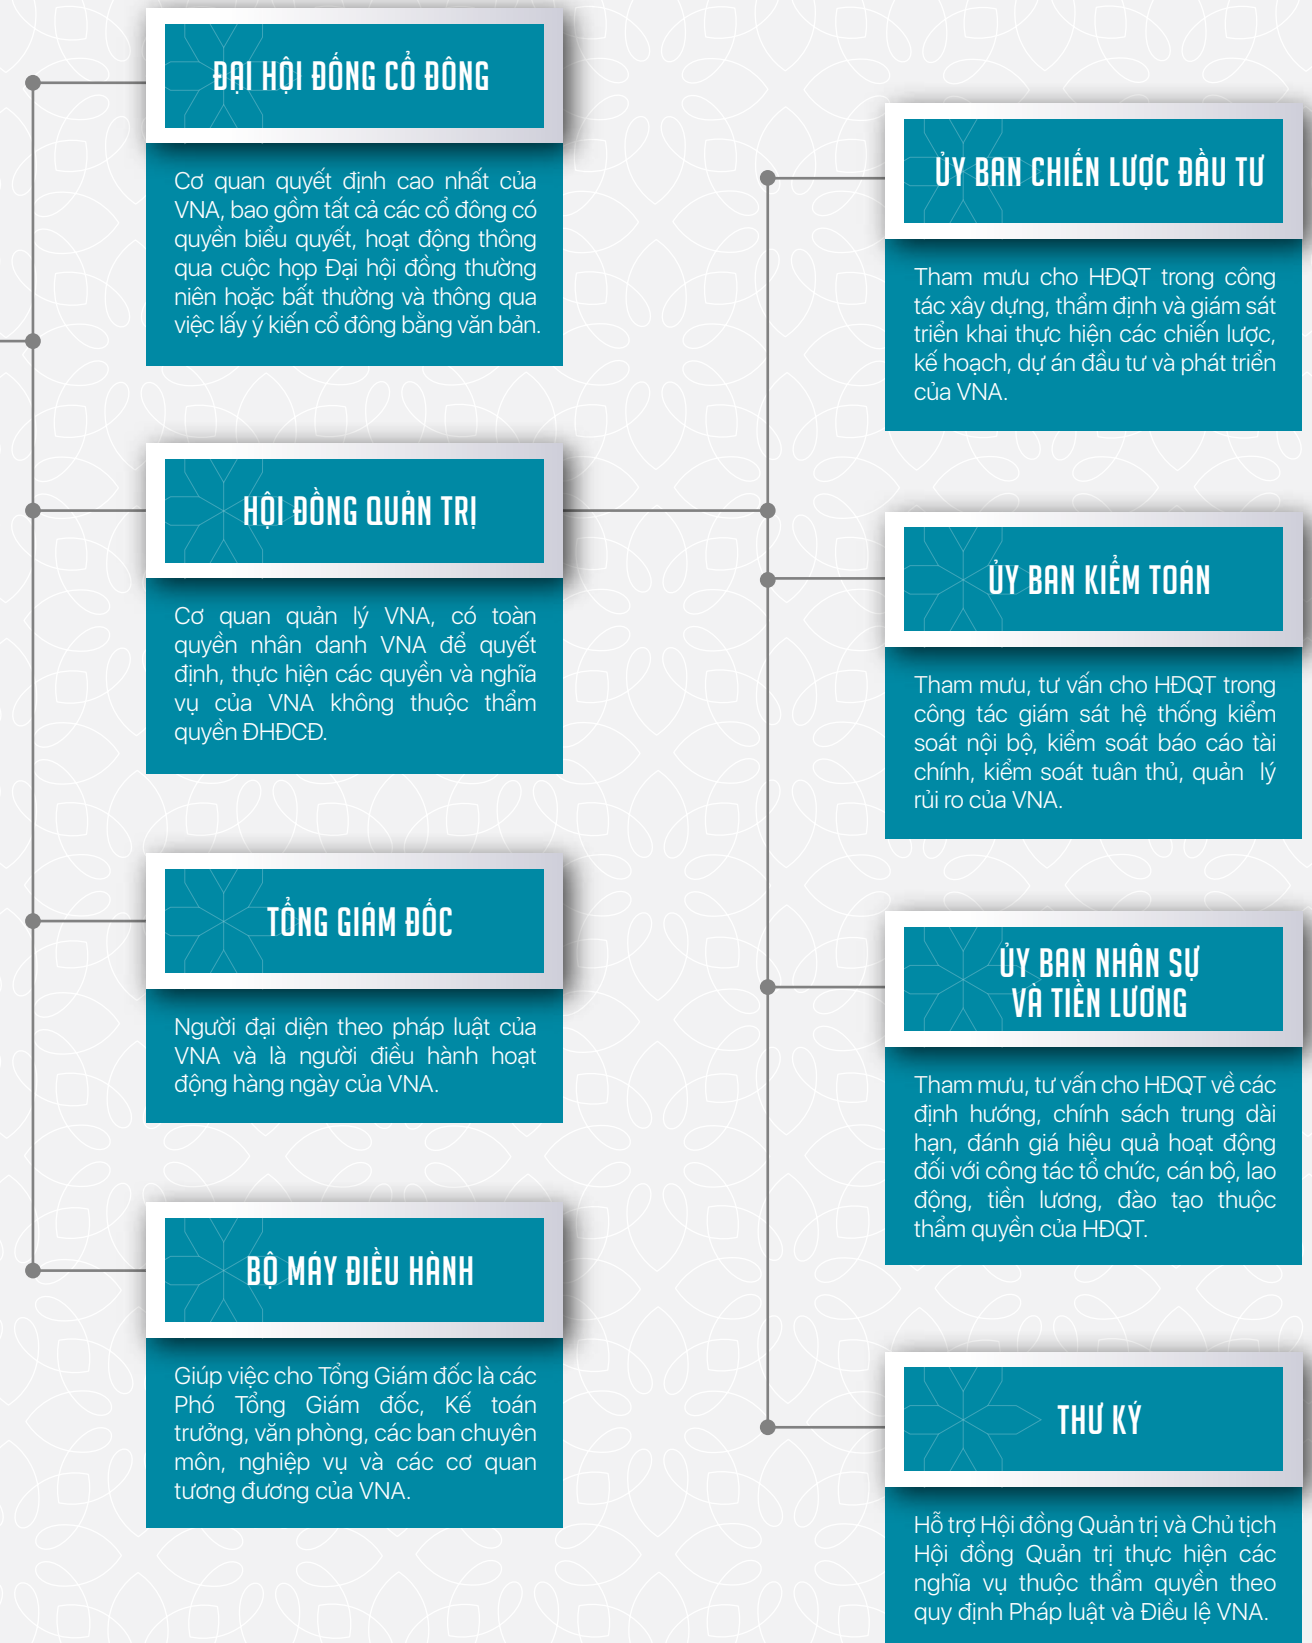 ĐẠI HỘI ĐỐNG CỔ ĐÔNG
Cơ quan quyết định cao nhất của
VNA, bao gồm tất cả các cổ đông có
quyền biểu quyết, hoạt động thông
qua cuộc họp Đại hội đồng thường
niên hoặc bất thường và thông qua
việc lấy ý kiến cổ đông bằng văn bản.
HỘI ĐỒNG QUẢN TRỊ
Cơ quan quản lý VNA, có toàn
quyền nhân danh VNA để quyết
định, thực hiện các quyền và nghĩa
vụ của VNA không thuộc thẩm
quyền ĐHĐCĐ.
TỔNG GIÁM ĐỐC
Người đại diện theo pháp luật của
VNA và là người điều hành hoạt
động hàng ngày của VNA.
BỘ MÁY ĐIỀU HÀNH
Giúp việc cho Tổng Giám đốc là các
Phó Tổng Giám đốc, Kế toán
trưởng, văn phòng, các ban chuyên
môn, nghiệp vụ và các cơ quan
tương đương của VNA.
ỦY BAN CHIẾN LƯỢC ĐẦU TƯ
Tham mưu cho HĐQT trong công
tác xây dựng, thẩm định và giám sát
triển khai thực hiện các chiến lược,
kế hoạch, dự án đầu tư và phát triển
của VNA.
ỦY BAN KIỂM TOÁN
Tham mưu, tư vấn cho HĐQT trong
công tác giám sát hệ thống kiểm
soát nội bộ, kiểm soát báo cáo tài
chính, kiểm soát tuân thủ, quản lý
rủi ro của VNA.
ỦY BAN NHÂN SỰ
VÀ TIỀN LƯƠNG
Tham mưu, tư vấn cho HĐQT về các
định hướng, chính sách trung dài
hạn, đánh giá hiệu quả hoạt động
đối với công tác tổ chức, cán bộ, lao
động, tiền lương, đào tạo thuộc
thẩm quyền của HĐQT.
THƯ KÝ
Hỗ trợ Hội đồng Quản trị và Chủ tịch
Hội đồng Quản trị thực hiện các
nghĩa vụ thuộc thẩm quyền theo
quy định Pháp luật và Điều lệ VNA.